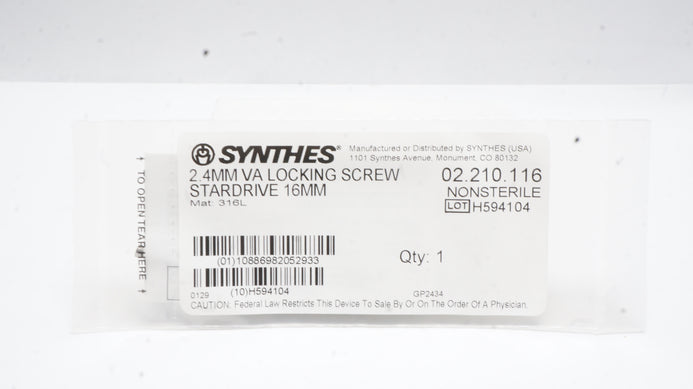 SYNTHES®
Manufactured or Distributed by SYNTHES (USA)
1101 Synthes Avenue, Monument, CO 80132
2.4MM VA LOCKING SCREW
STARDRIVE 16MM
Mat: 316L
02.210.116
NONSTERILE
LOT H594104
(01)10886982052933
Qty: 1
(10)H594104
0129
GP2434
CAUTION: Federal Law Restricts This Device To Sale By Or On The Order Of A Physician.
↑ TO OPEN TEAR HERE ↑